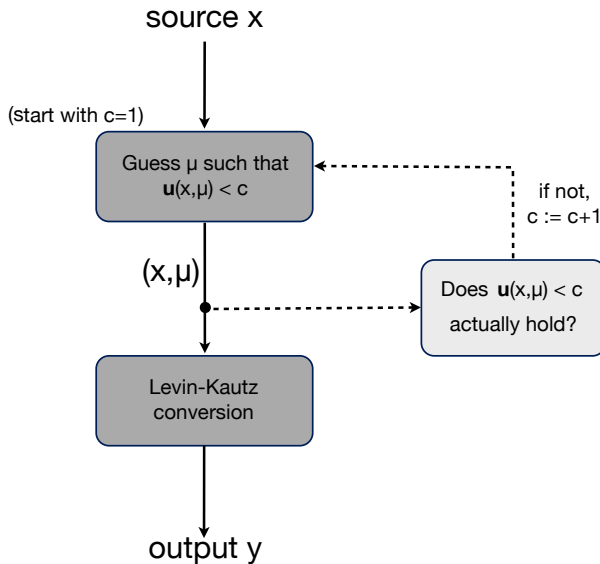 source x
(start with c=1)
Guess μ such that
u(x,μ) < c
if not,
c := c+1
(x,μ)
Does u(x,μ) < c
actually hold?
Levin-Kautz
conversion
output y